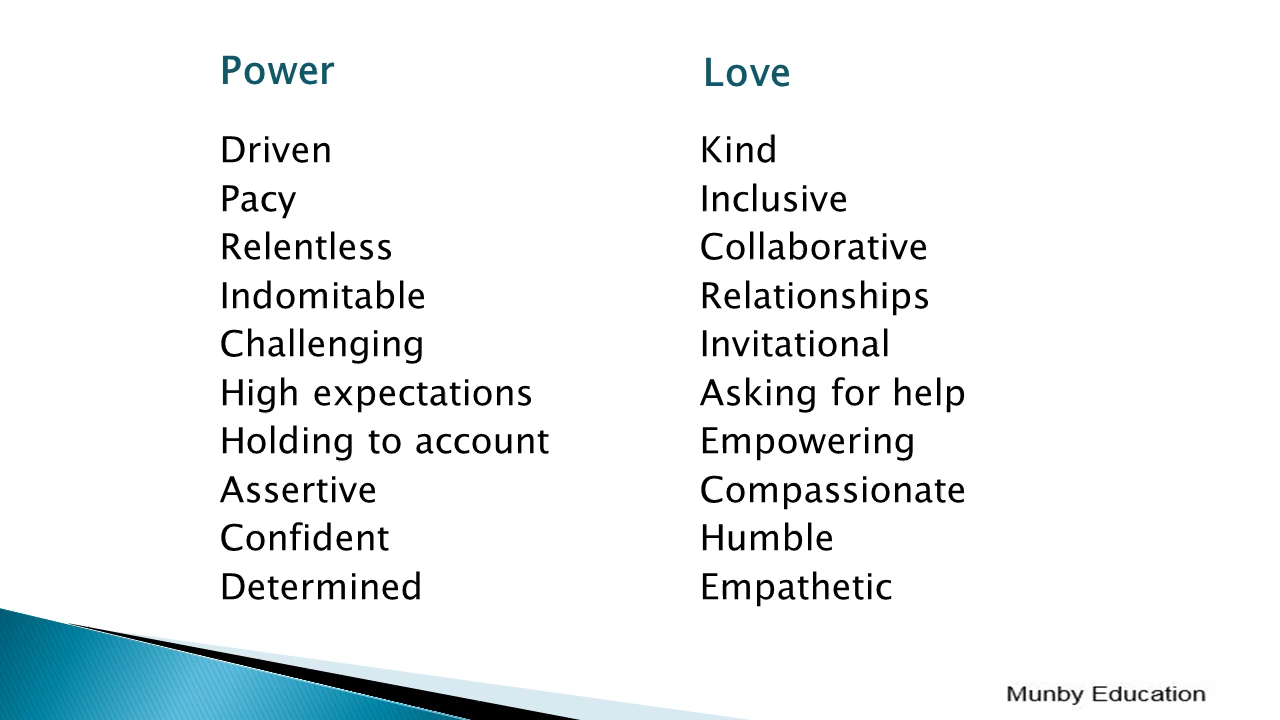 Power
Driven
Pacy
Relentless
Indomitable
Challenging
High expectations
Holding to account
Assertive
Confident
Determined
Love
Kind
Inclusive
Collaborative
Relationships
Invitational
Asking for help
Empowering
Compassionate
Humble
Empathetic
Munby Education